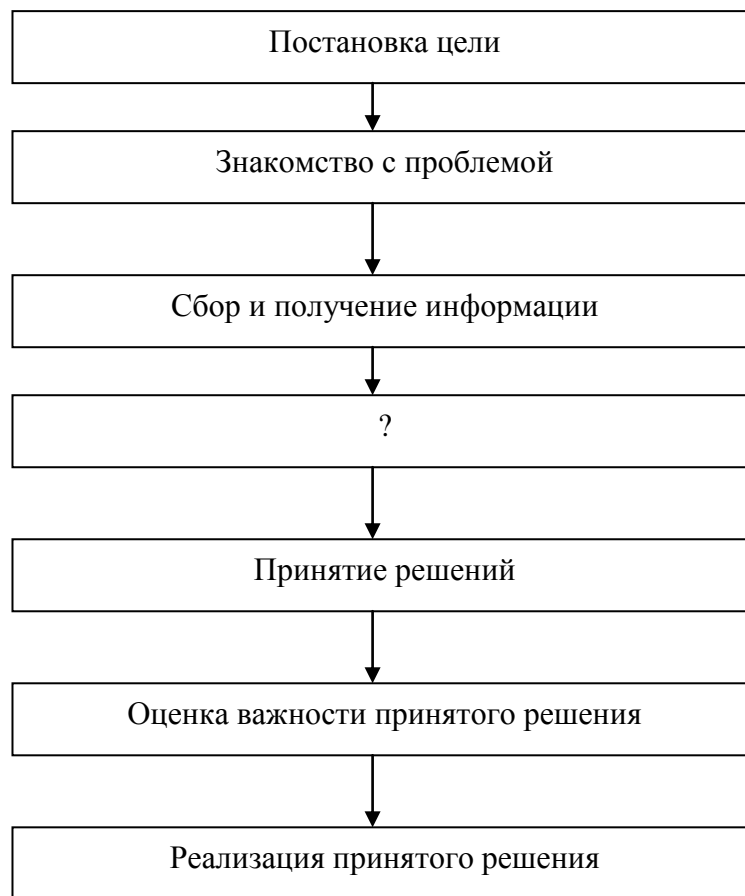 Постановка цели
Знакомство с проблемой
Сбор и получение информации
?
Принятие решений
Оценка важности принятого решения
Реализация принятого решения